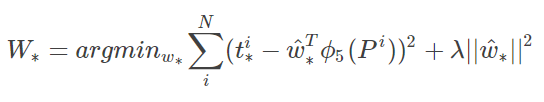 W_* = argmin_{w_*} \sum_{i}^{N} (t_*^i - \hat{w}_*^T \phi_5(P^i))^2 + \lambda ||\hat{w}_*||^2